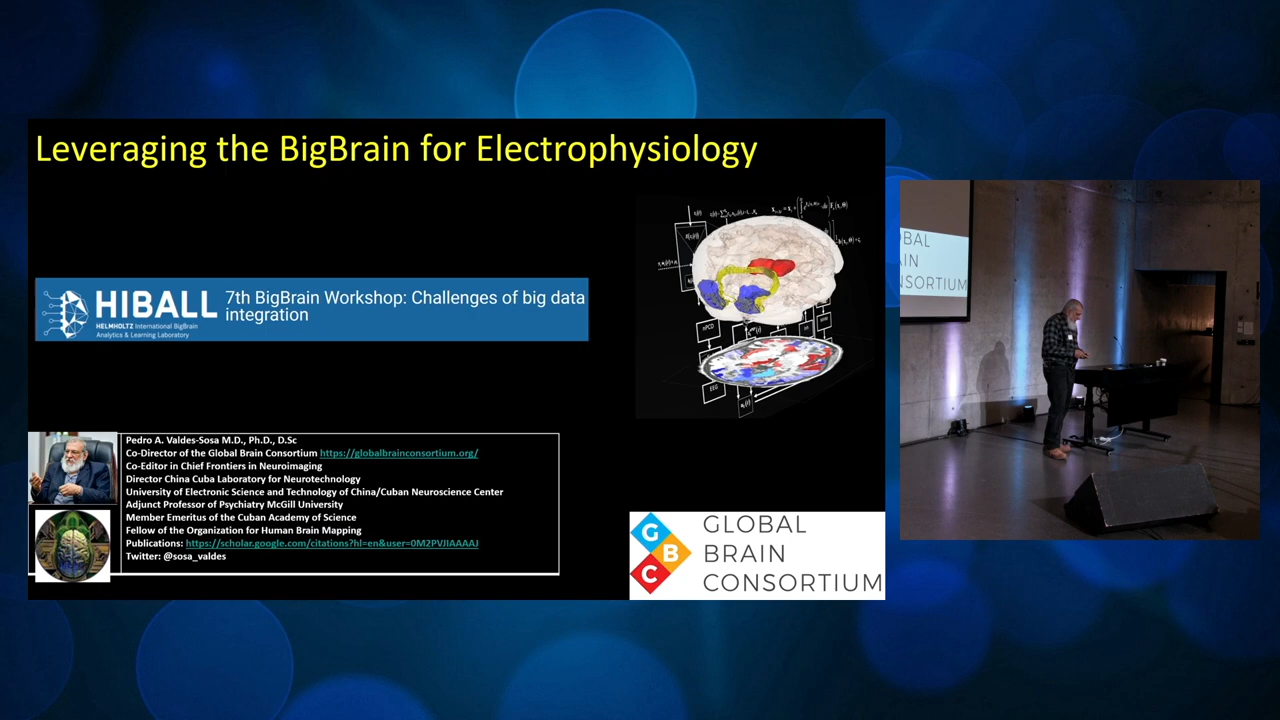 Leveraging the BigBrain for Electrophysiology
HIBALL
HELMHOLTZ International BigBrain
Analytics & Learning Laboratory
7th BigBrain Workshop: Challenges of big data
integration
nPCD
EEG
Pedro A. Valdes-Sosa M.D., Ph.D., D.Sc
Co-Director of the Global Brain Consortium https://globalbrainconsortium.org/
Co-Editor in Chief Frontiers in Neuroimaging
Director China Cuba Laboratory for Neurotechnology
University of Electronic Science and Technology of China/Cuban Neuroscience Center
Adjunct Professor of Psychiatry McGill University
Member Emeritus of the Cuban Academy of Science
Fellow of the Organization for Human Brain Mapping
Publications: https://scholar.google.com/citations?hl=en&user=0M2PVJIAAAAJ
Twitter: @sosa_valdes
G
B
C
GLOBAL
BRAIN
CONSORTIUM
OBAL
AIN
NSORTIUM